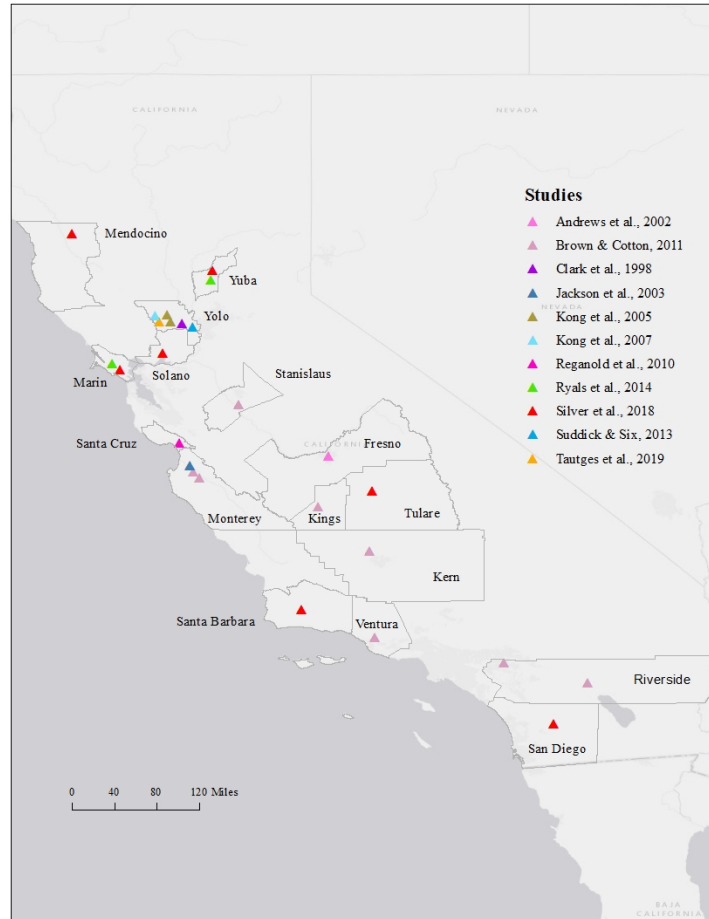 CALIFORNIA
NEVADA
Studies
Andrews et al., 2002
Brown & Cotton, 2011
Clark et al., 1998
Jackson et al., 2003
NEVADA
Kong et al., 2005
Kong et al., 2007
Reganold et al., 2010
Ryals et al., 2014
Silver et al., 2018
Suddick & Six, 2013
Tautges et al., 2019
Mendocino
Yuba
Yolo
Solano
Marin
Stanislaus
Santa Cruz
CALIFORNIA
Fresno
Monterey
Kings
Tulare
Kern
Santa Barbara
Ventura
Riverside
San Diego
0 40 80 120 Miles
BAJA
CALIFORNIA